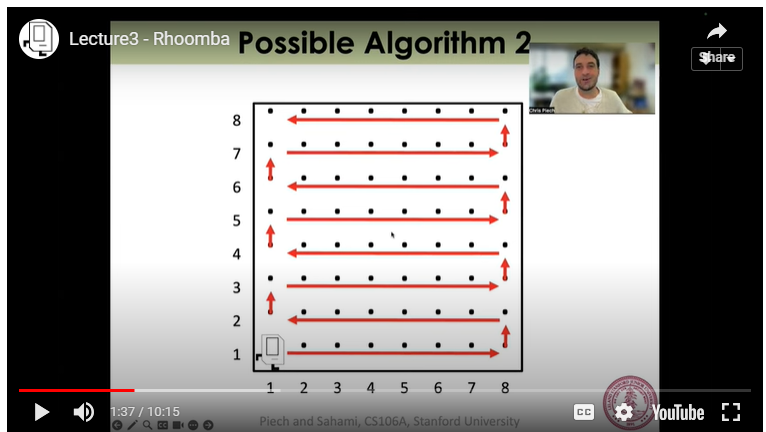 Lecture3 - Rhoomba
Possible Algorithm 2
Share
Chris Piech
8
7
6
5
4
3
2
1
1 2 3 4 5 6 7 8
1:37 / 10:15
CC
YouTube
Piech and Sahami, CS106A, Stanford University